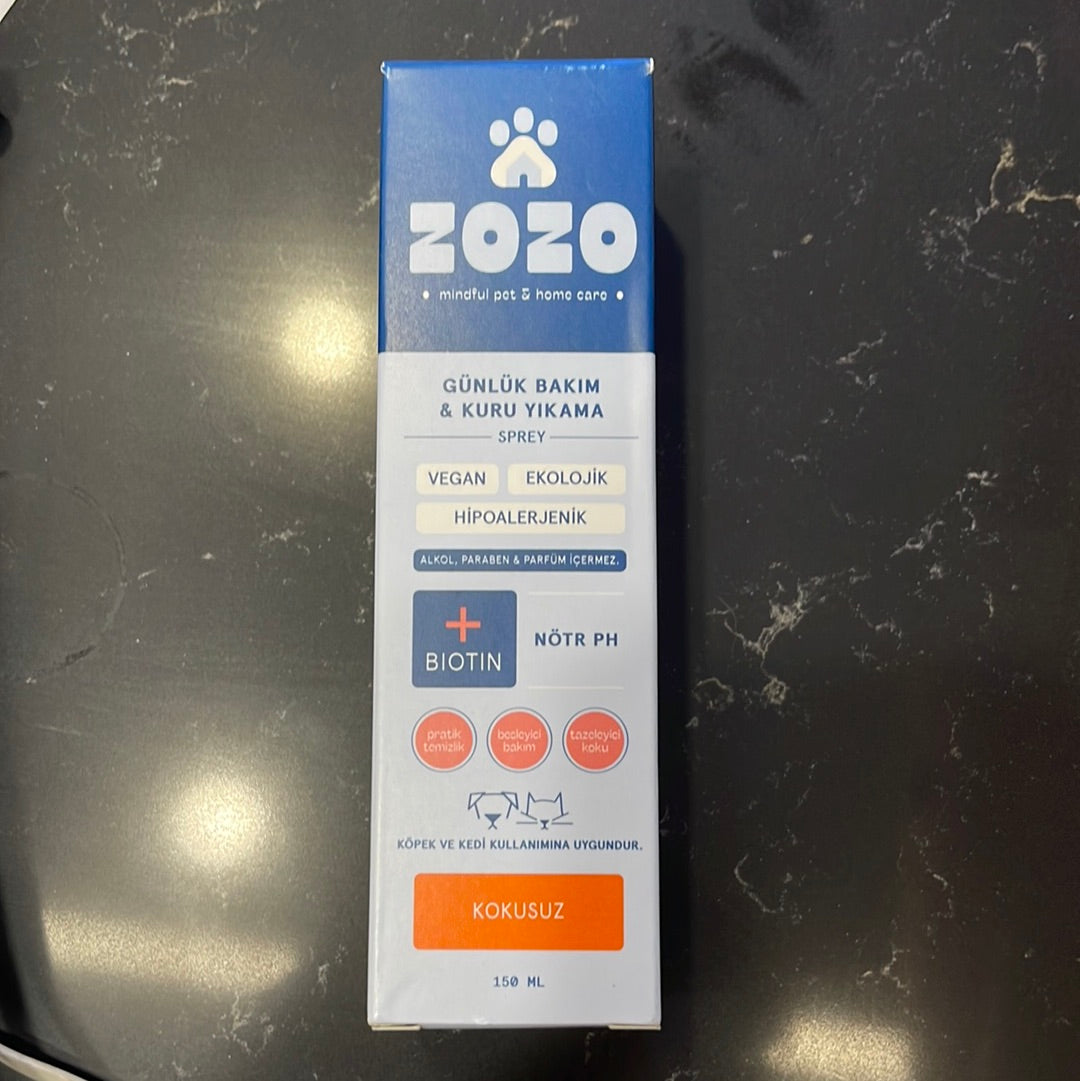 ZOZO
• mindful pet & home care •
GÜNLÜK BAKIM
& KURU YIKAMA
SPREY
VEGAN EKOLOJİK
HİPOALERJENİK
ALKOL, PARABEN & PARFÜM İÇERMEZ.
+
BIOTIN
NÖTR PH
pratik
temizlik
besleyici
bakım
tazeleyici
koku
KÖPEK VE KEDİ KULLANIMINA UYGUNDUR.
KOKUSUZ
150 ML